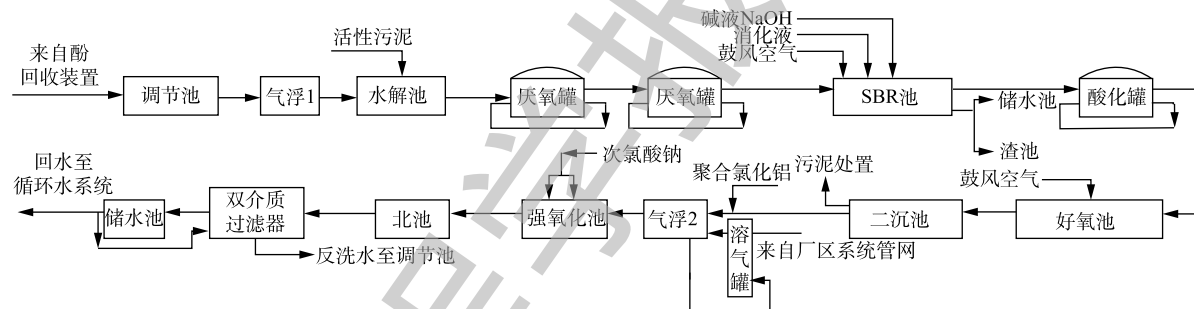 碱液NaOH
消化液
鼓风空气
来自酚
回收装置
活性污泥
调节池
气浮1
水解池
厌氧罐
厌氧罐
SBR池
储水池
渣池
酸化罐
回水至
循环水系统
储水池
双介质
过滤器
反洗水至调节池
北池
次氯酸钠
强氧化池
气浮2
聚合氯化铝
污泥处置
溶气罐
来自厂区系统管网
二沉池
鼓风空气
好氧池